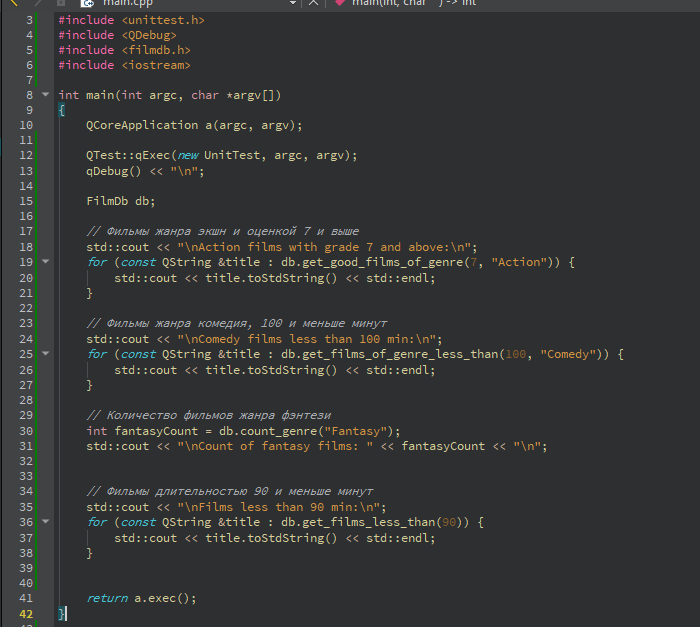 main.cpp
main(int, char *) -> int
3 #include <unittest.h>
4 #include <QDebug>
5 #include <filmdb.h>
6 #include <iostream>
7
8 int main(int argc, char *argv[])
9 {
10     QCoreApplication a(argc, argv);
11
12     QTest::qExec(new UnitTest, argc, argv);
13     qDebug() << "\n";
14
15     FilmDb db;
16
17     // Фильмы жанра экшн и оценкой 7 и выше
18     std::cout << "\nAction films with grade 7 and above:\n";
19     for (const QString &title : db.get_good_films_of_genre(7, "Action")) {
20         std::cout << title.toStdString() << std::endl;
21     }
22
23     // Фильмы жанра комедия, 100 и меньше минут
24     std::cout << "\nComedy films less than 100 min:\n";
25     for (const QString &title : db.get_films_of_genre_less_than(100, "Comedy")) {
26         std::cout << title.toStdString() << std::endl;
27     }
28
29     // Количество фильмов жанра фэнтези
30     int fantasyCount = db.count_genre("Fantasy");
31     std::cout << "\nCount of fantasy films: " << fantasyCount << "\n";
32
33
34     // Фильмы длительностью 90 и меньше минут
35     std::cout << "\nFilms less than 90 min:\n";
36     for (const QString &title : db.get_films_less_than(90)) {
37         std::cout << title.toStdString() << std::endl;
38     }
39
40
41     return a.exec();
42 }